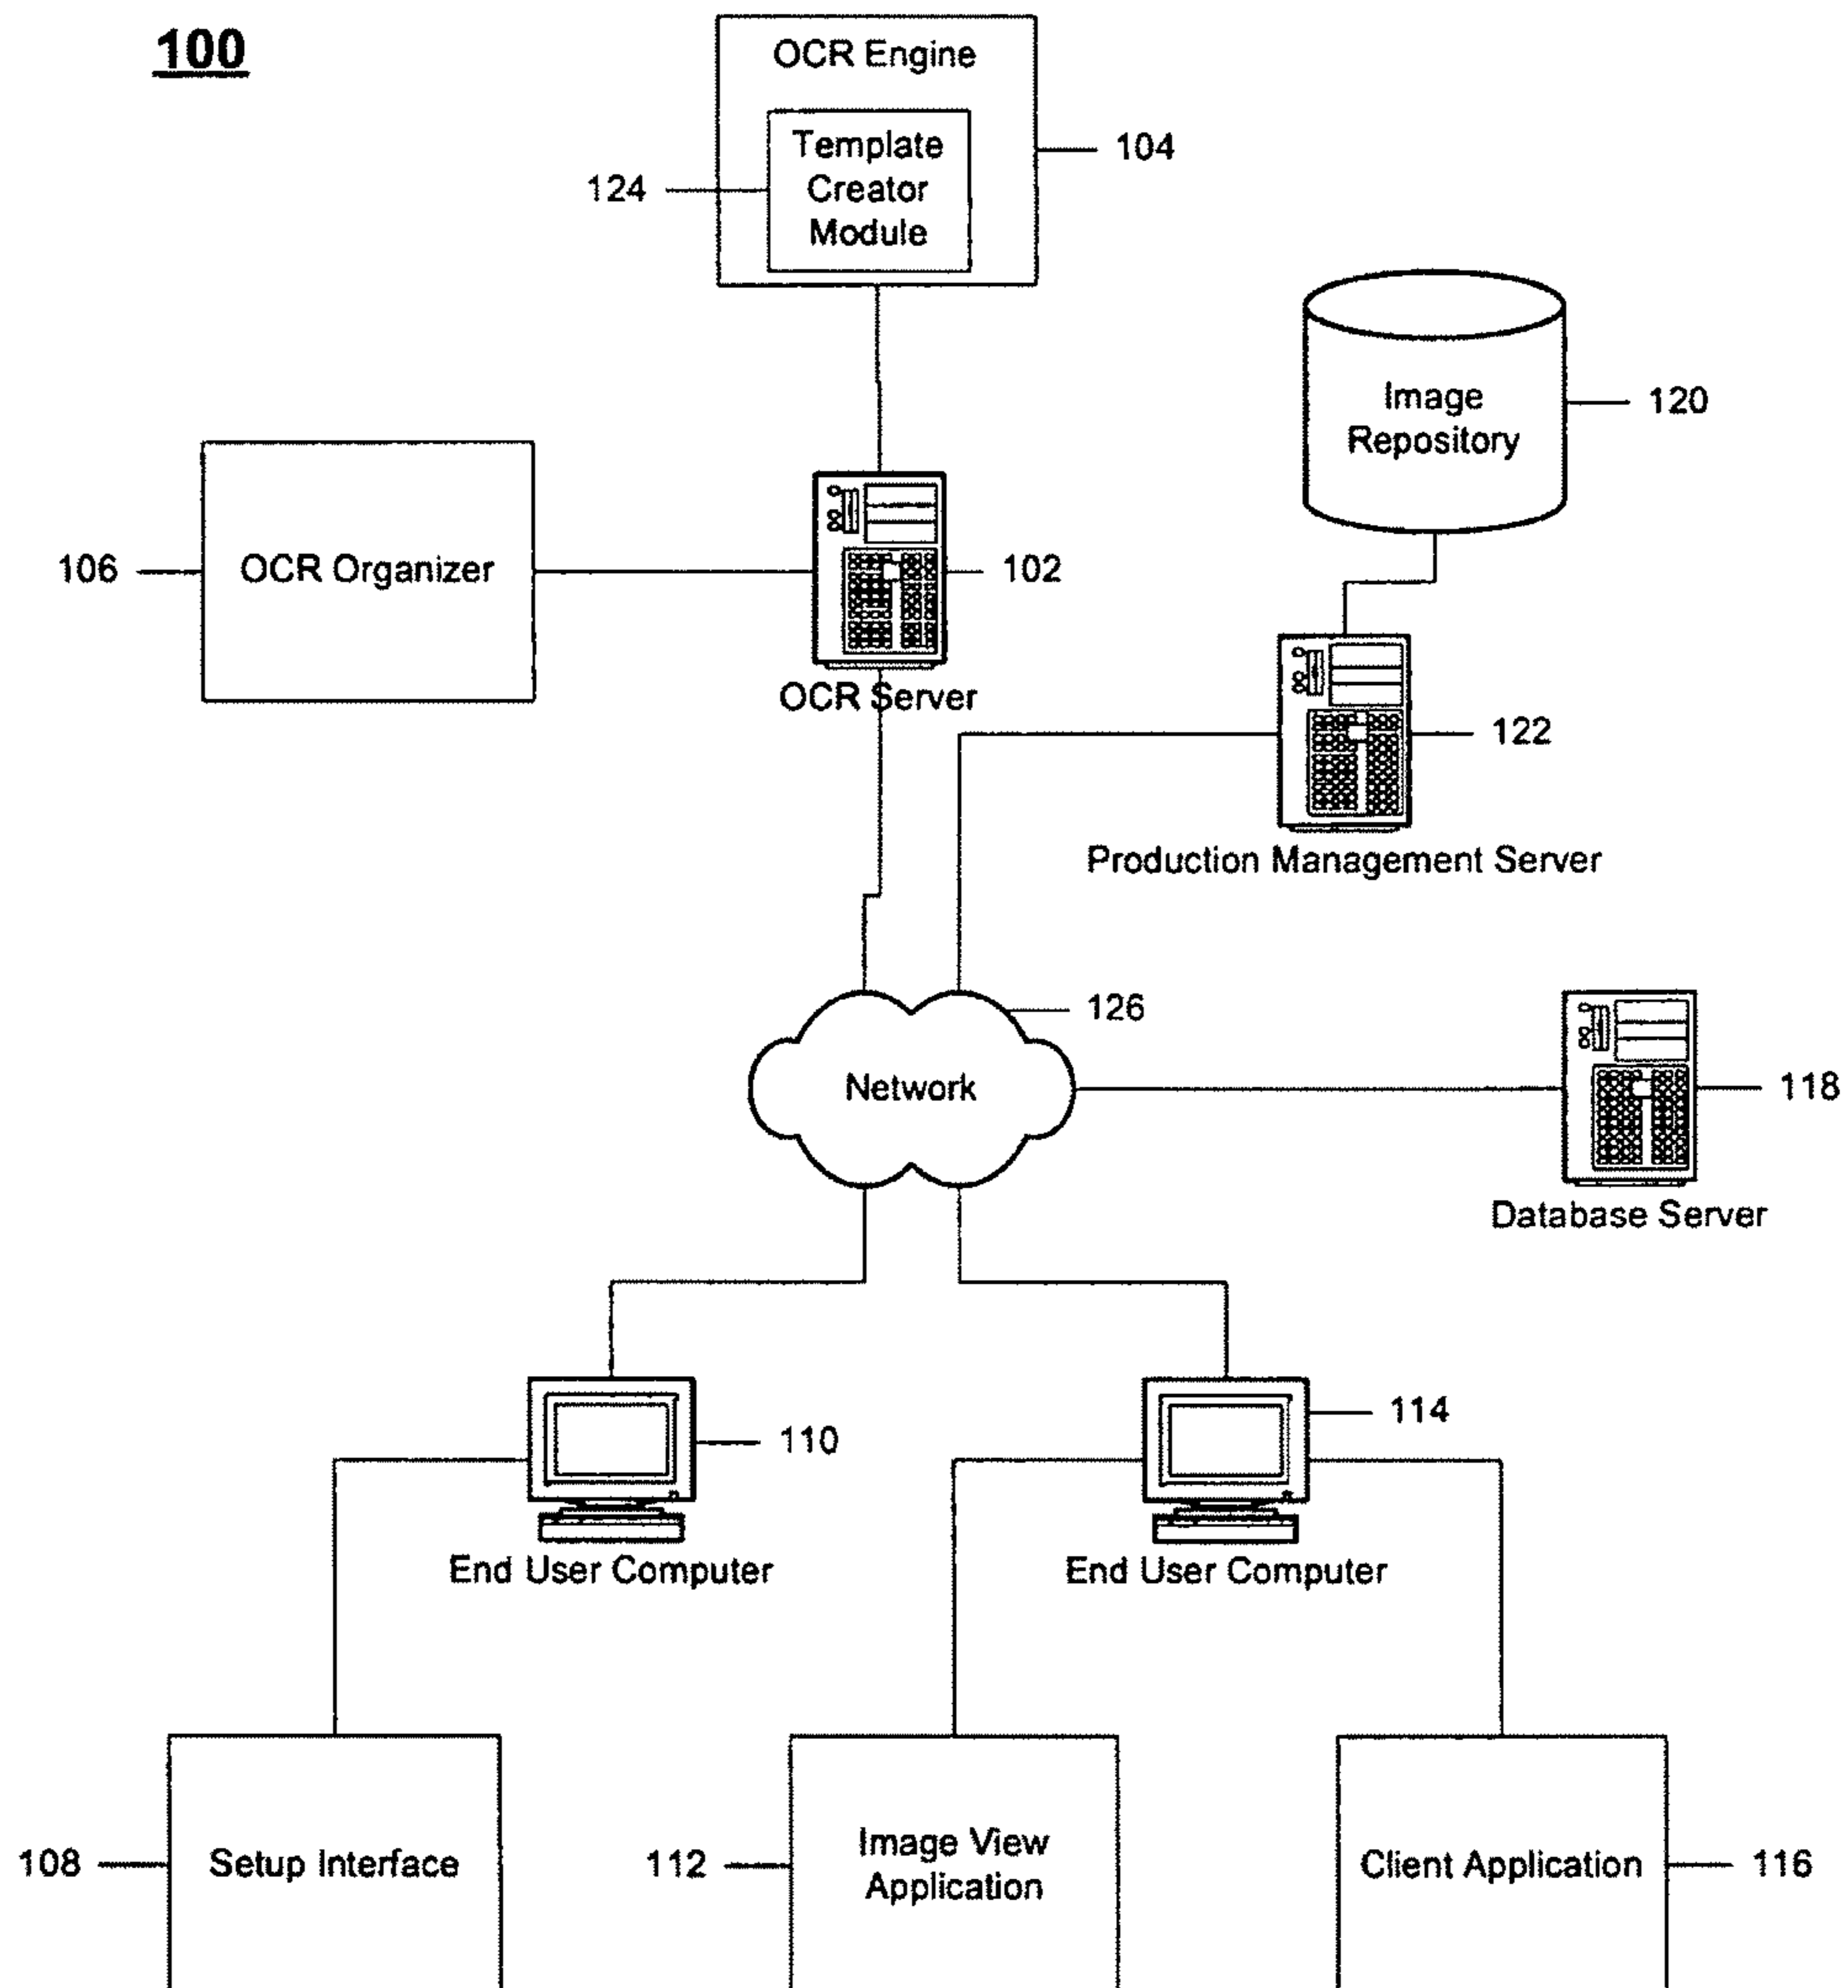 100
OCR Engine
Template
Creator
Module
104
124
Image
Repository
120
106
OCR Organizer
102
OCR Server
122
Production Management Server
126
Network
118
Database Server
110
End User Computer
114
End User Computer
108
Setup Interface
112
Image View
Application
Client Application
116